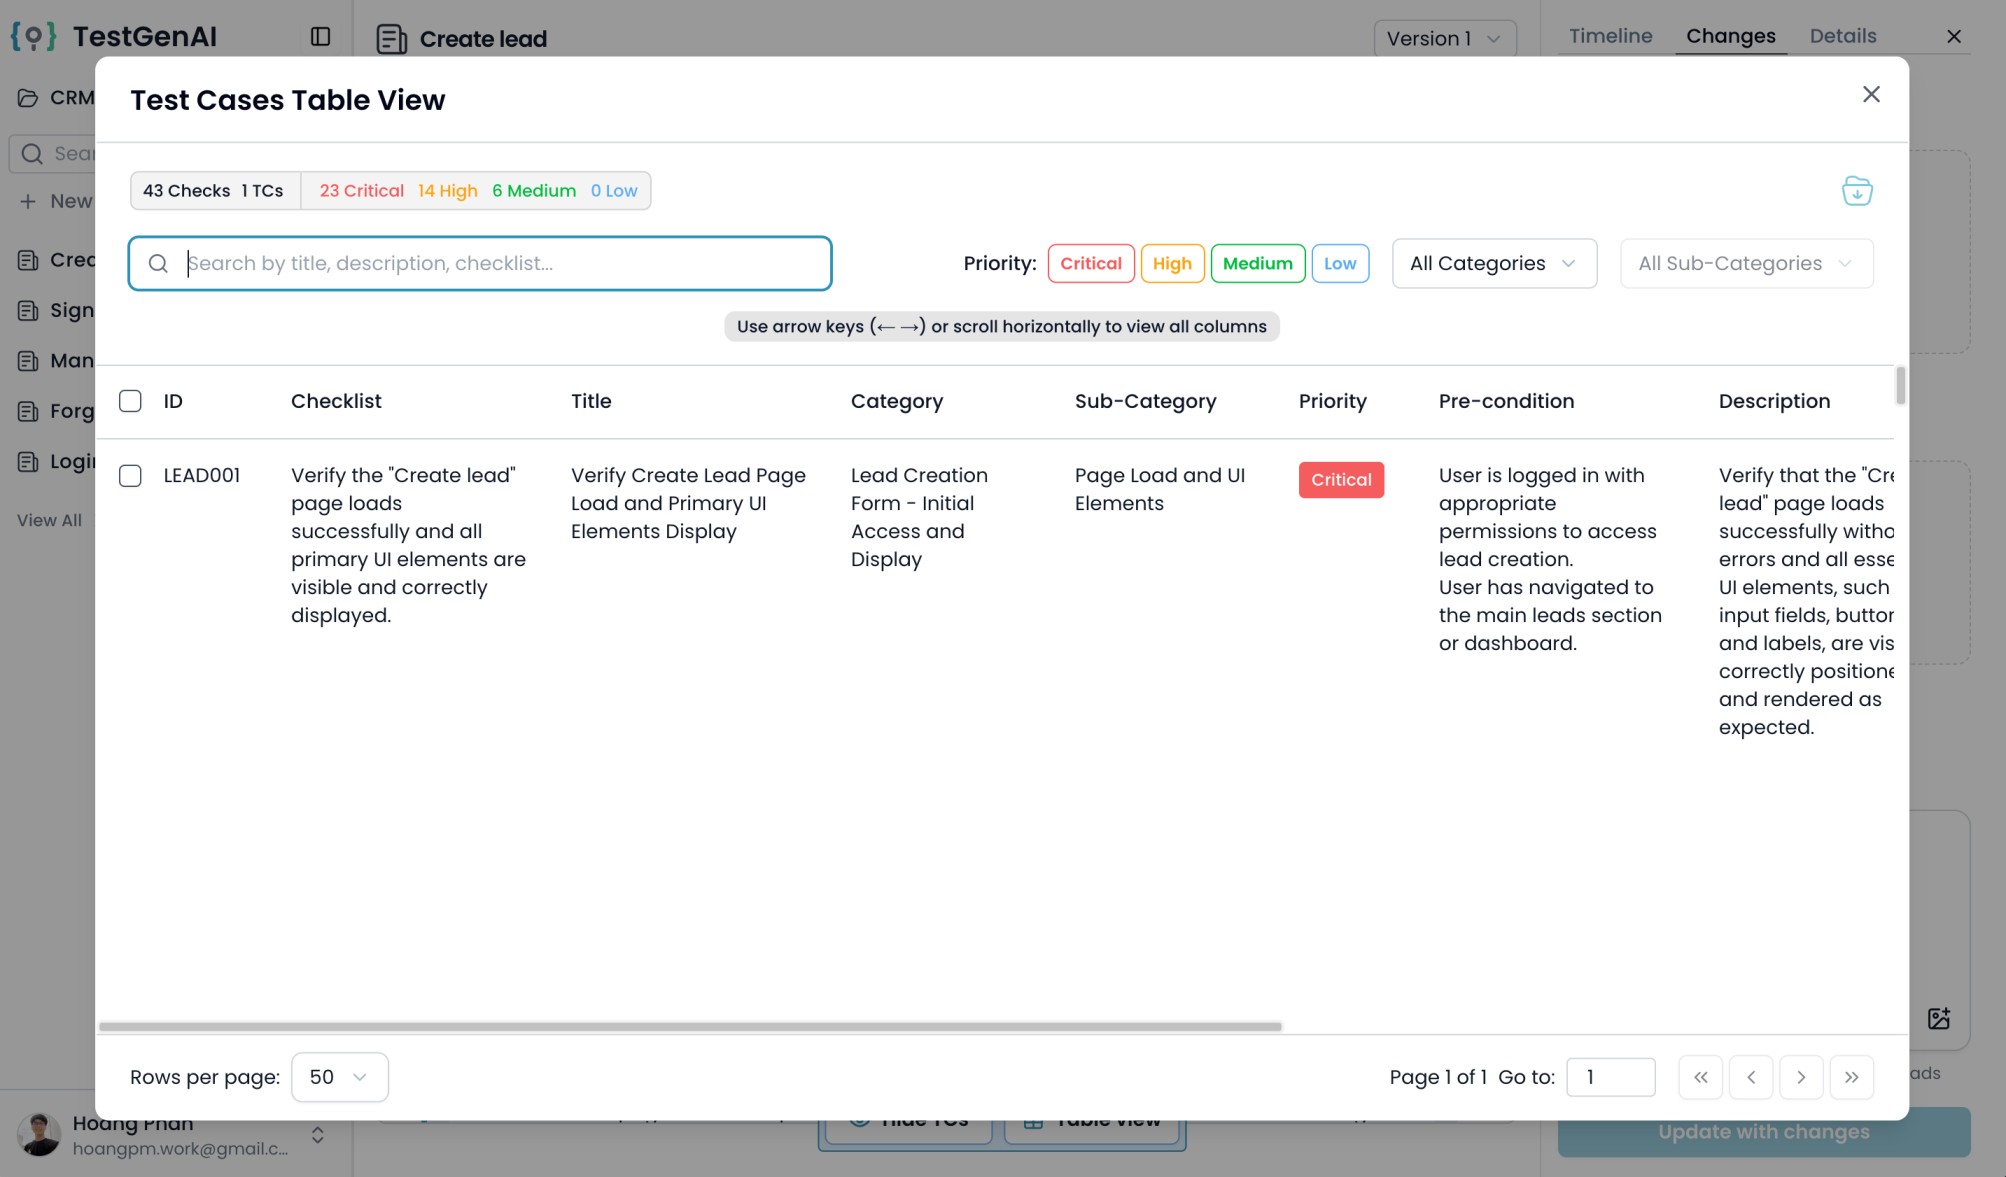 TestGenAI
Create lead
Version 1
Timeline
Changes
Details
CRM
Test Cases Table View
43 Checks 1 TCs 23 Critical 14 High 6 Medium 0 Low
New
Search by title, description, checklist...
Priority: Critical High Medium Low
All Categories
All Sub-Categories
Use arrow keys (← →) or scroll horizontally to view all columns
ID
Checklist
Title
Category
Sub-Category
Priority
Pre-condition
Description
LEAD001
Verify the "Create lead"
page loads
successfully and all
primary UI elements are
visible and correctly
displayed.
Verify Create Lead Page
Load and Primary UI
Elements Display
Lead Creation
Form - Initial
Access and
Display
Page Load and UI
Elements
Critical
User is logged in with
appropriate
permissions to access
lead creation.
User has navigated to
the main leads section
or dashboard.
Verify that the "Cre
lead" page loads
successfully witho
errors and all esse
UI elements, such
input fields, button
and labels, are vis
correctly positione
and rendered as
expected.
Sear
Crea
Sign
Man
Forg
Login
View All
Rows per page: 50
Page 1 of 1 Go to: 1
Hoang Phan
hoangpm.work@gmail.c...
Hide TCs
Table View
ads
Update with changes